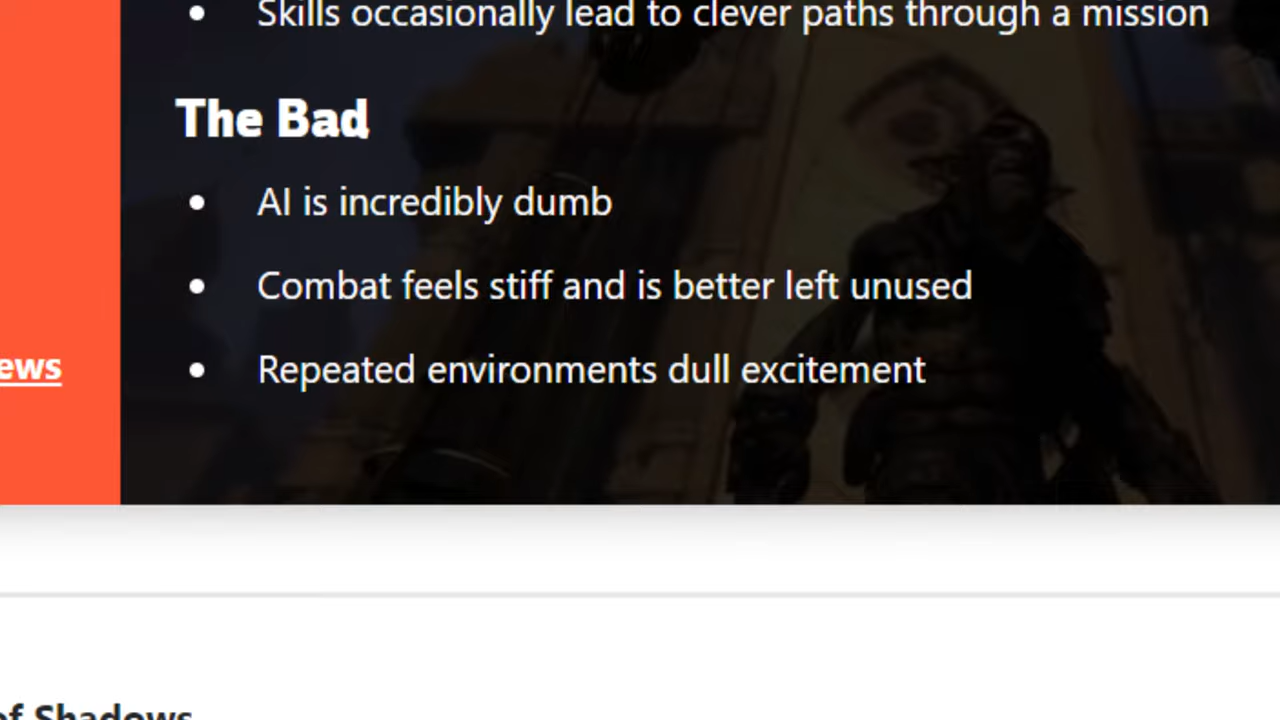 Skills occasionally lead to clever paths through a mission
The Bad
AI is incredibly dumb
Combat feels stiff and is better left unused
Repeated environments dull excitement
ews
of Shadows